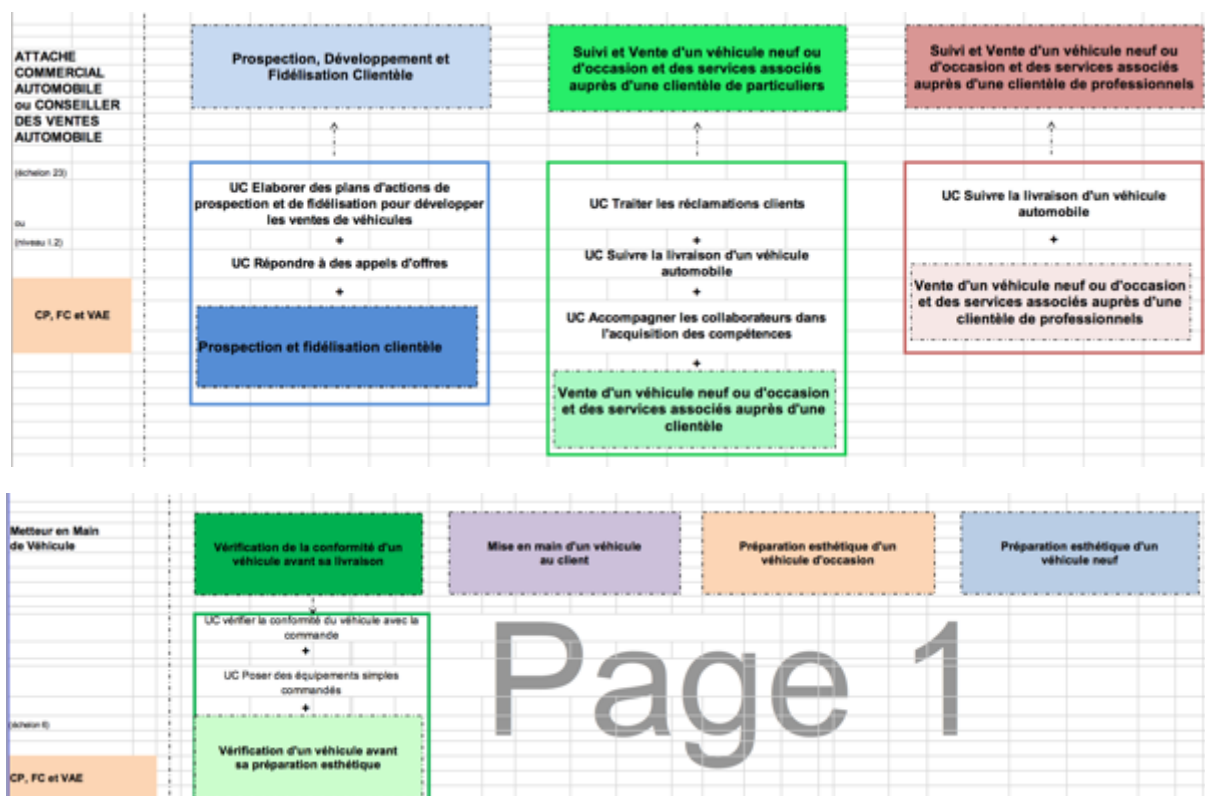 ATTACHE
COMMERCIAL
AUTOMOBILE
ou CONSEILLER
DES VENTES
AUTOMOBILE
(échelon 23)
ou
(niveau 1.2)
CP, FC et VAE
Prospection, Développement et
Fidélisation Clientèle
UC Elaborer des plans d'actions de
prospection et de fidélisation pour développer
les ventes de véhicules
+
UC Répondre à des appels d'offres
+
Prospection et fidélisation clientèle
Suivi et Vente d'un véhicule neuf ou
d'occasion et des services associés
auprès d'une clientèle de particuliers
UC Traiter les réclamations clients
+
UC Suivre la livraison d'un véhicule
automobile
+
UC Accompagner les collaborateurs dans
l'acquisition des compétences
+
Vente d'un véhicule neuf ou d'occasion
et des services associés auprès d'une
clientèle
Suivi et Vente d'un véhicule neuf ou
d'occasion et des services associés
auprès d'une clientèle de professionnels
UC Suivre la livraison d'un véhicule
automobile
+
Vente d'un véhicule neuf ou d'occasion
et des services associés auprès d'une
clientèle de professionnels
Metteur en Main
de Véhicule
(échelon 6)
CP, FC et VAE
Vérification de la conformité d'un
véhicule avant sa livraison
UC vérifier la conformité du véhicule avec la
commande
+
UC Poser des équipements simples
commandés
+
Vérification d'un véhicule avant
sa préparation esthétique
Mise en main d'un véhicule
au client
Préparation esthétique d'un
véhicule d'occasion
Préparation esthétique d'un
véhicule neuf
Page 1